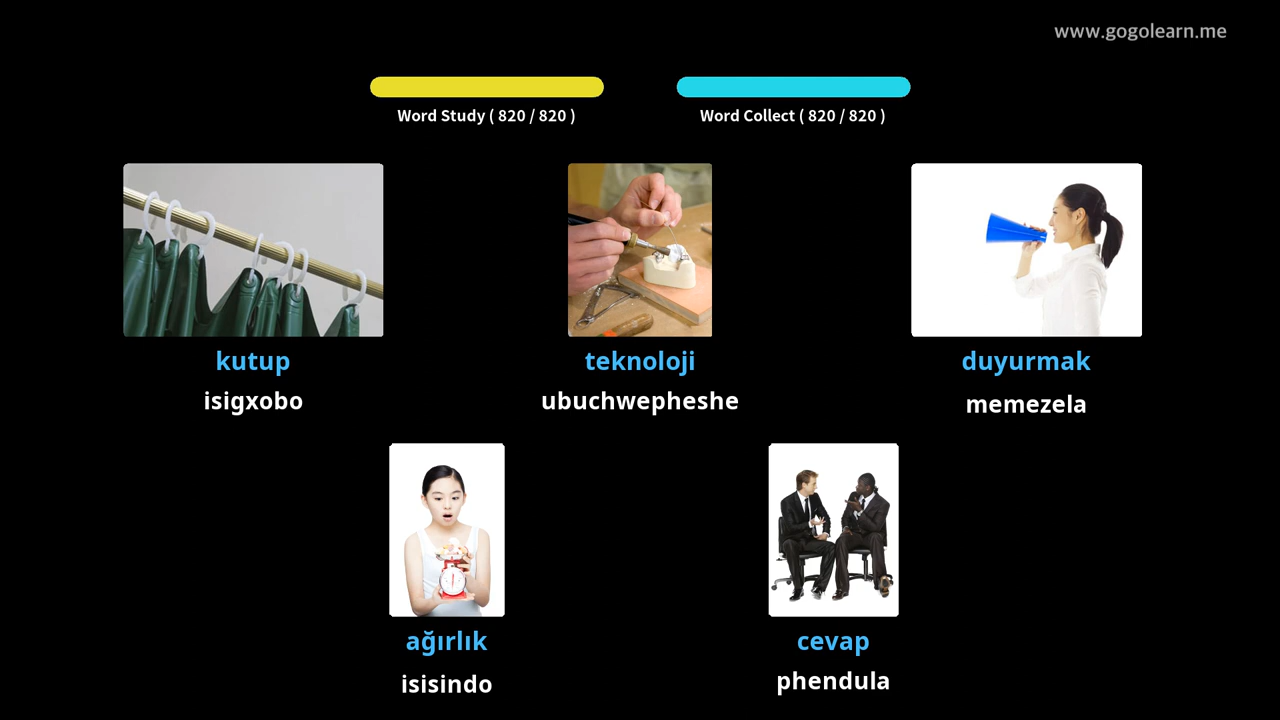 www.gogolearn.me
Word Study ( 820 / 820 )
Word Collect ( 820 / 820 )
kutup
teknoloji
duyurmak
isigxobo
ubuchwepheshe
memezela
ağırlık
cevap
isisindo
phendula